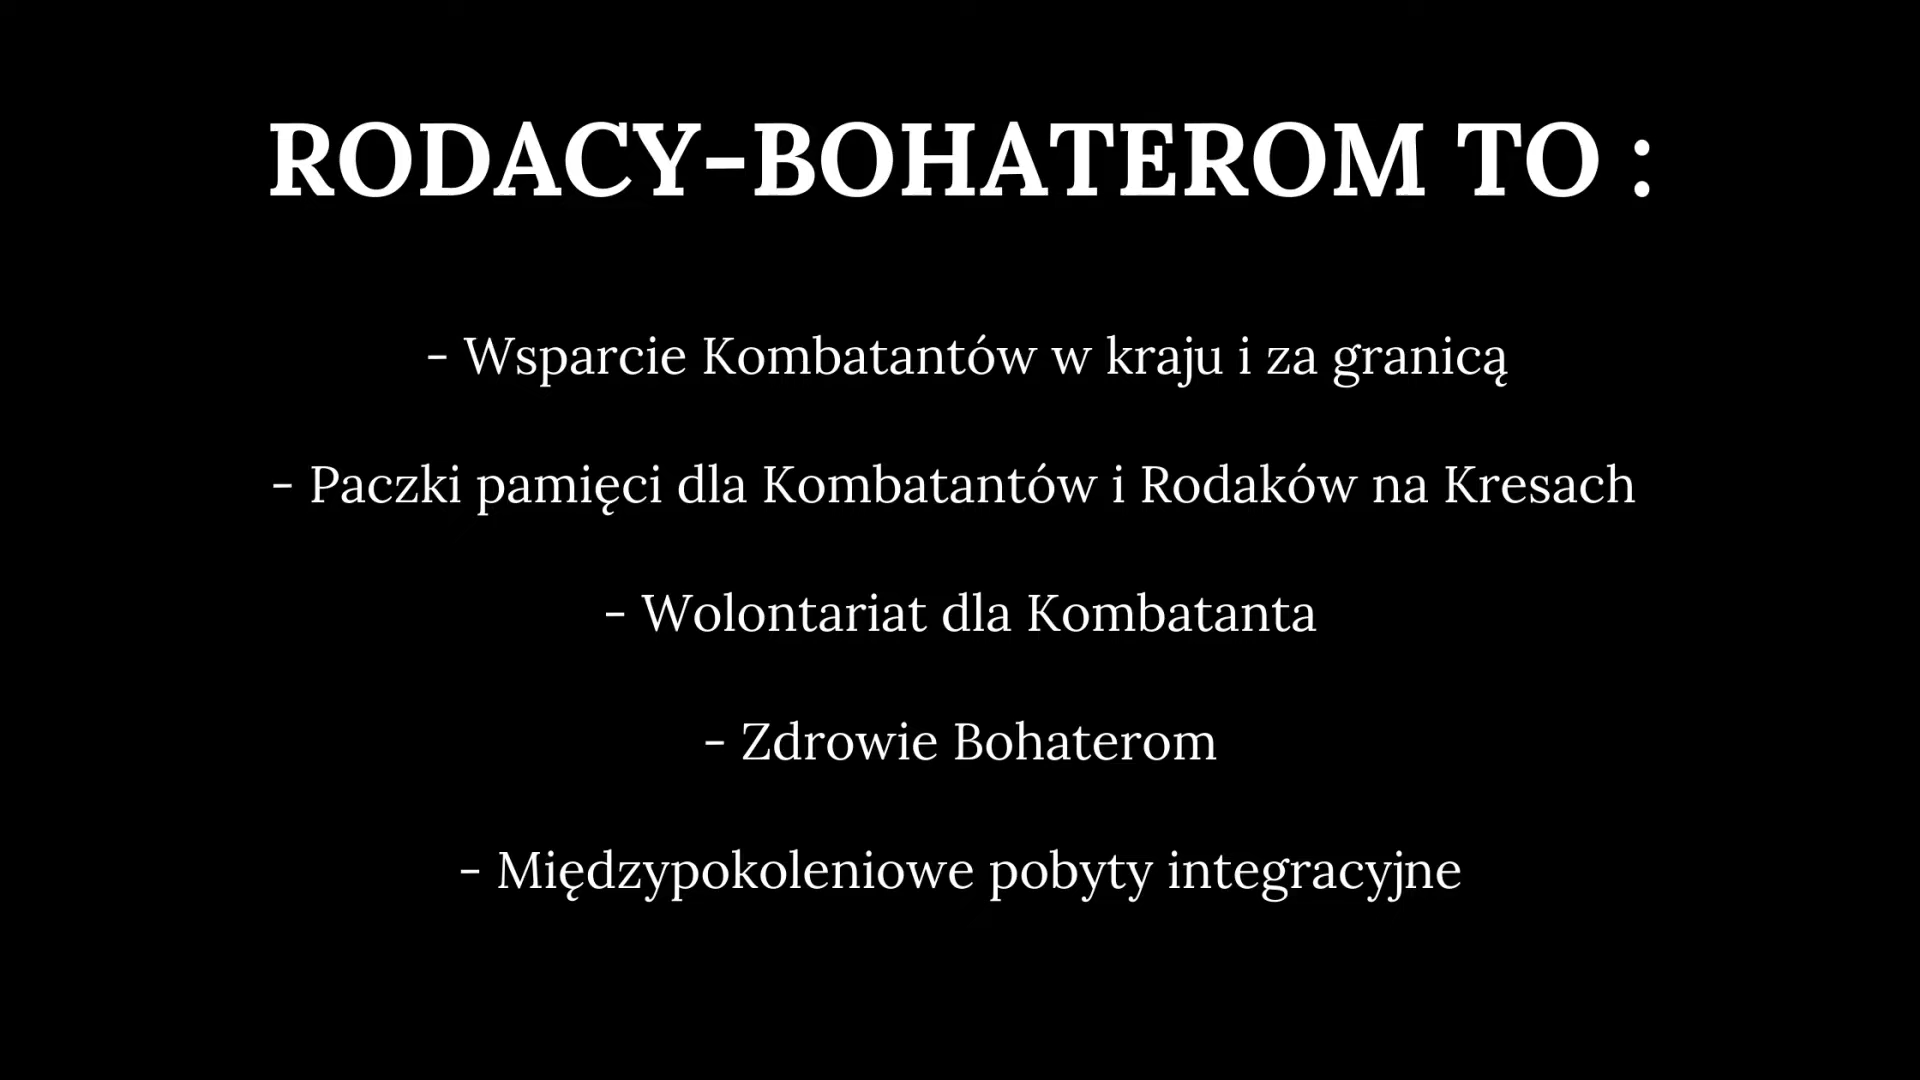 RODACY-BOHATEROM TO :
- Wsparcie Kombatantów w kraju i za granicą
- Paczki pamięci dla Kombatantów i Rodaków na Kresach
- Wolontariat dla Kombatanta
- Zdrowie Bohaterom
- Międzypokoleniowe pobyty integracyjne